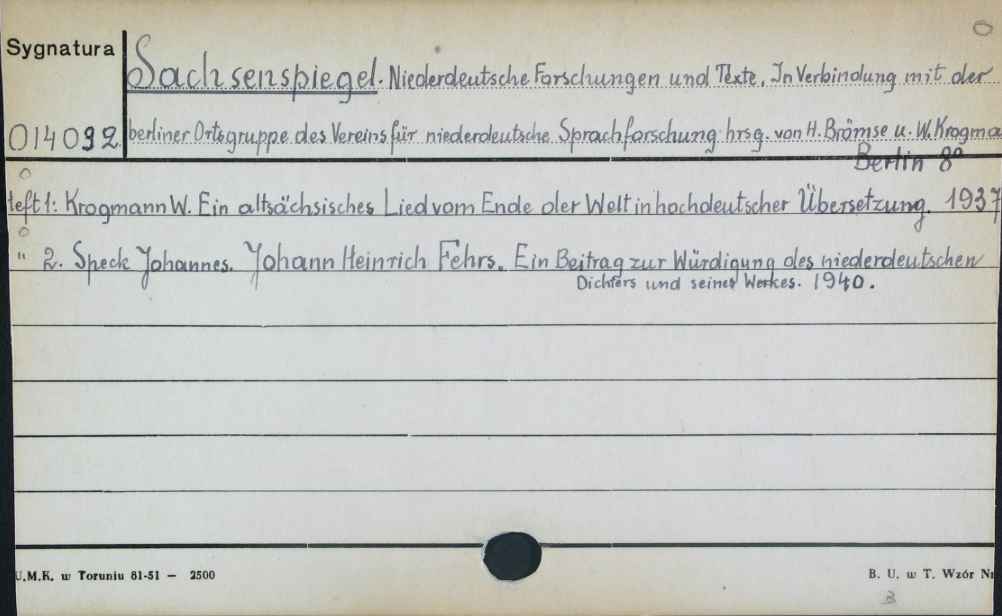 Sygnatura
Sachsenspiegel. Niederdeutsche Forschungen und Texte. In Verbindung mit der
014092 berliner Ortsgruppe des Vereins für niederdeutsche Sprachforschung hrsg. von H. Brömse u. W. Krogma
Berlin 8°
Heft 1: Krogmann W. Ein altsächsisches Lied vom Ende der Welt in hochdeutscher Übersetzung. 1937
" 2. Speck Johannes. Johann Heinrich Fehrs. Ein Beitrag zur Würdigung des niederdeutschen
Dichters und seines Werkes. 1940.
U.M.K. w Toruniu 81-51 — 2500
B. U. w T. Wzór Nr